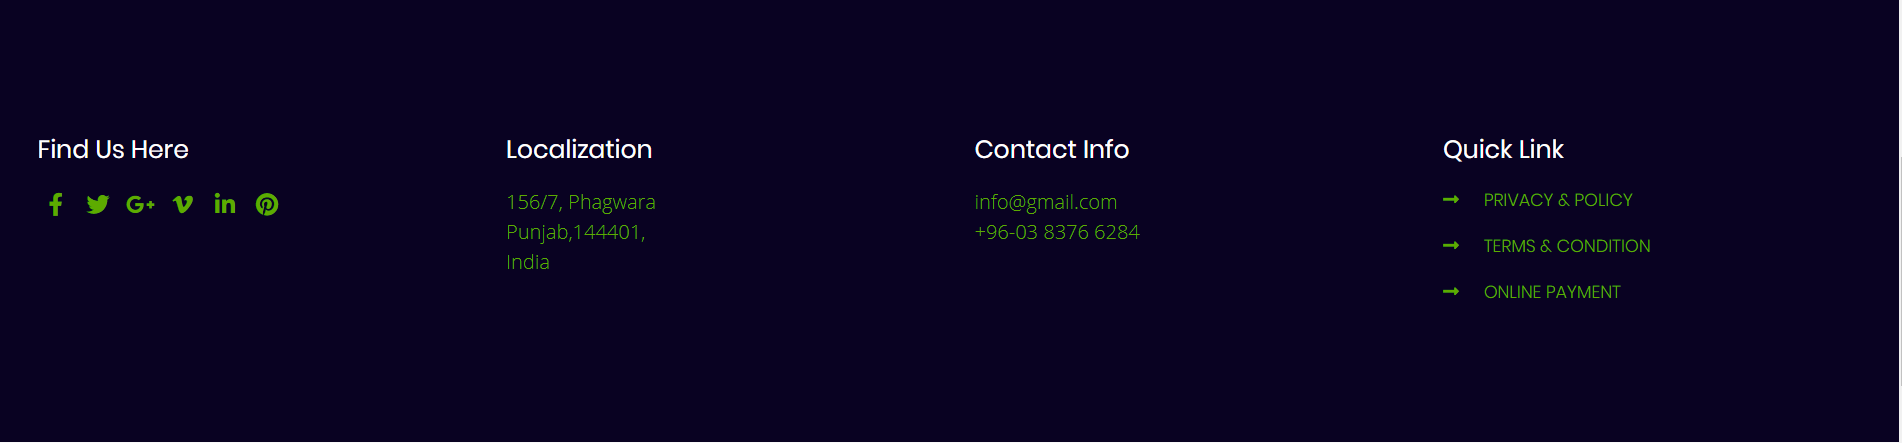 Find Us Here
Localization
156/7, Phagwara
Punjab,144401,
India
Contact Info
info@gmail.com
+96-03 8376 6284
Quick Link
PRIVACY & POLICY
TERMS & CONDITION
ONLINE PAYMENT